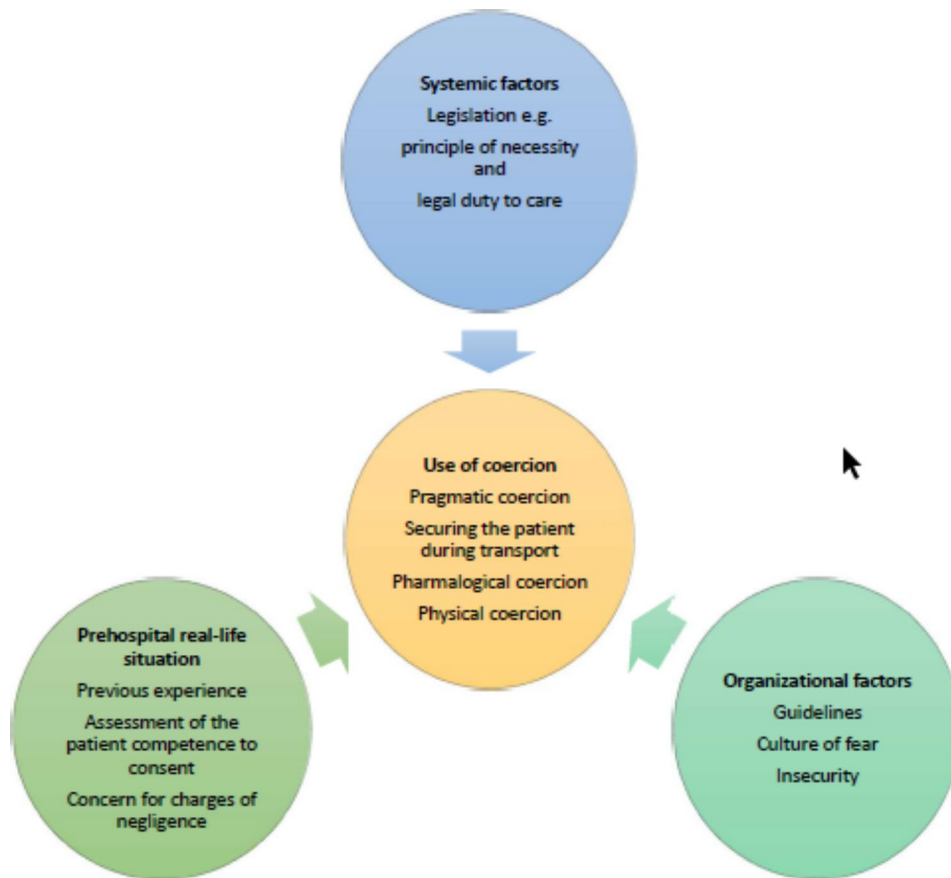 Systemic factors
Legislation e.g.
principle of necessity
and
legal duty to care
Use of coercion
Pragmatic coercion
Securing the patient
during transport
Pharmalogical coercion
Physical coercion
Prehospital real-life
situation
Previous experience
Assessment of the
patient competence to
consent
Concern for charges of
negligence
Organizational factors
Guidelines
Culture of fear
Insecurity